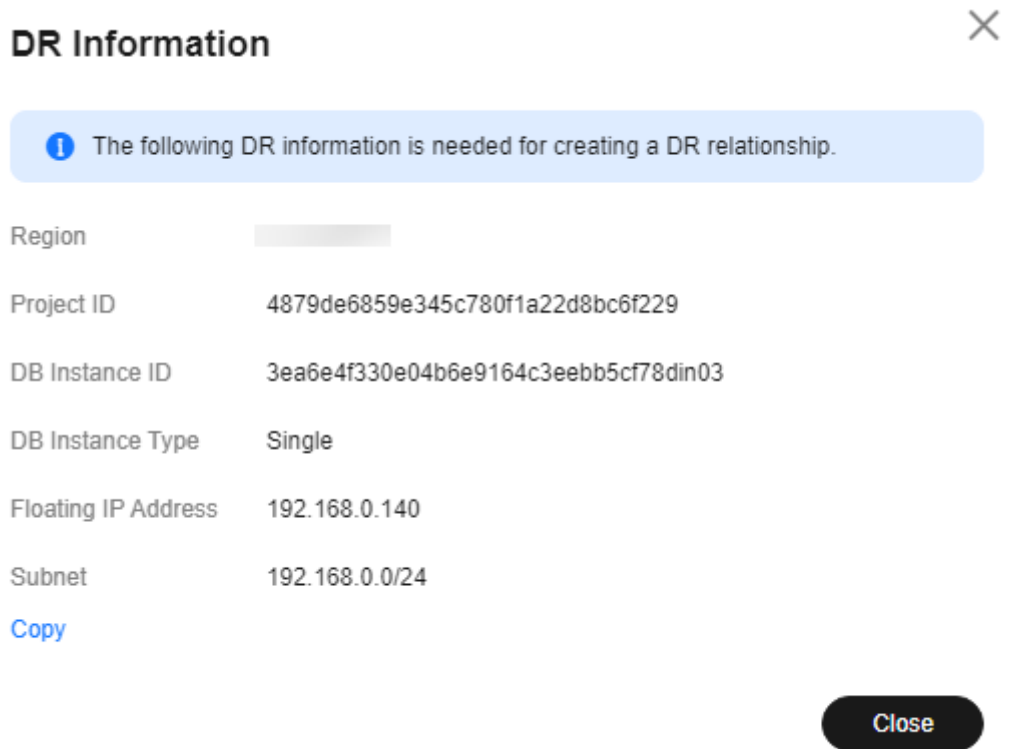 DR Information
The following DR information is needed for creating a DR relationship.
Region
Project ID 4879de6859e345c780f1a22d8bc6f229
DB Instance ID 3ea6e4f330e04b6e9164c3eebb5cf78din03
DB Instance Type Single
Floating IP Address 192.168.0.140
Subnet 192.168.0.0/24
Copy
Close